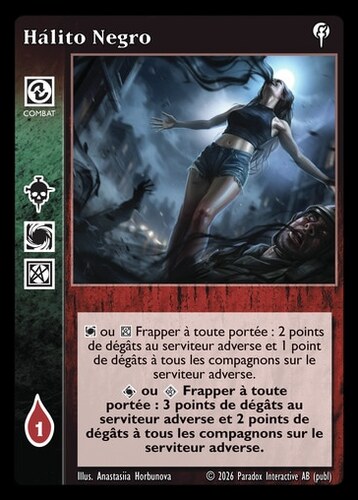 Hálito Negro
COMBAT
ou Frapper à toute portée : 2 points
de dégâts au serviteur adverse et 1 point
de dégâts à tous les compagnons sur le
serviteur adverse.
ou Frapper à toute
portée : 3 points de dégâts au
serviteur adverse et 2 points de
dégâts à tous les compagnons sur le
serviteur adverse.
1
Illus. Anastasiia Horbunova © 2026 Paradox Interactive AB (publ)